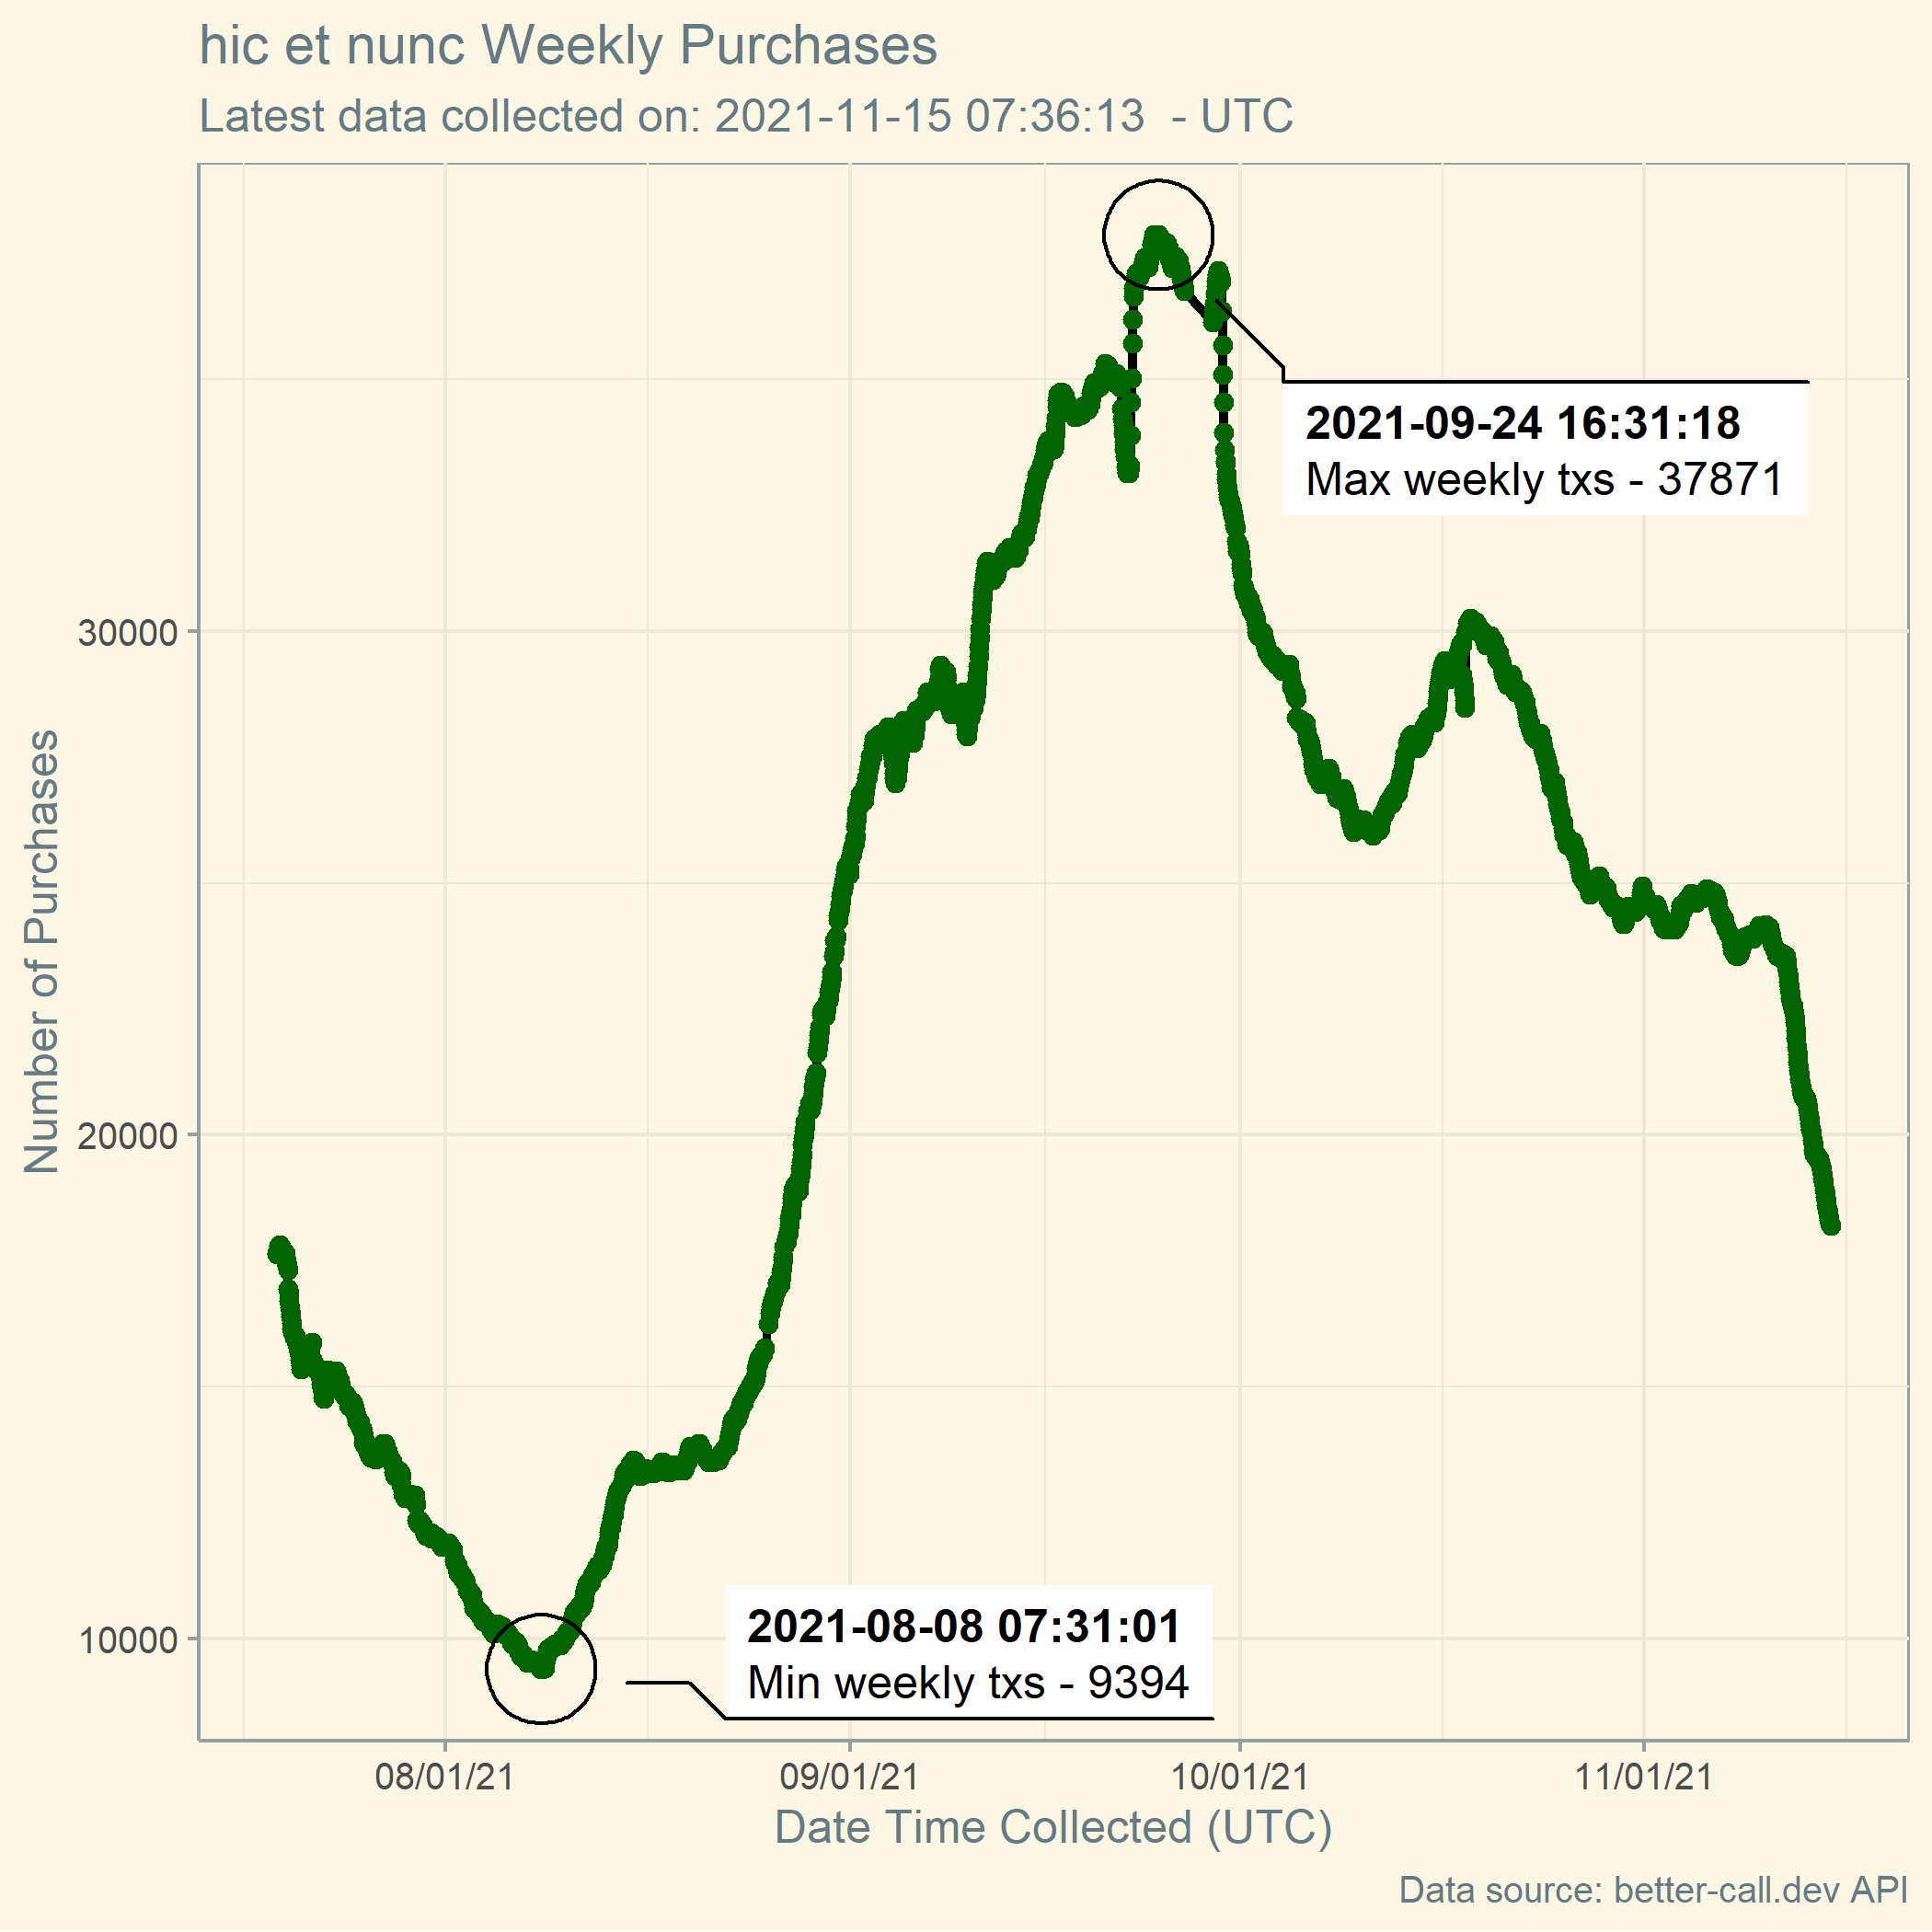 hic et nunc Weekly Purchases
Latest data collected on: 2021-11-15 07:36:13  - UTC
2021-09-24 16:31:18
Max weekly txs - 37871
30000
20000
10000
Number of Purchases
2021-08-08 07:31:01
Min weekly txs - 9394
08/01/21 09/01/21 10/01/21 11/01/21
Date Time Collected (UTC)
Data source: better-call.dev API